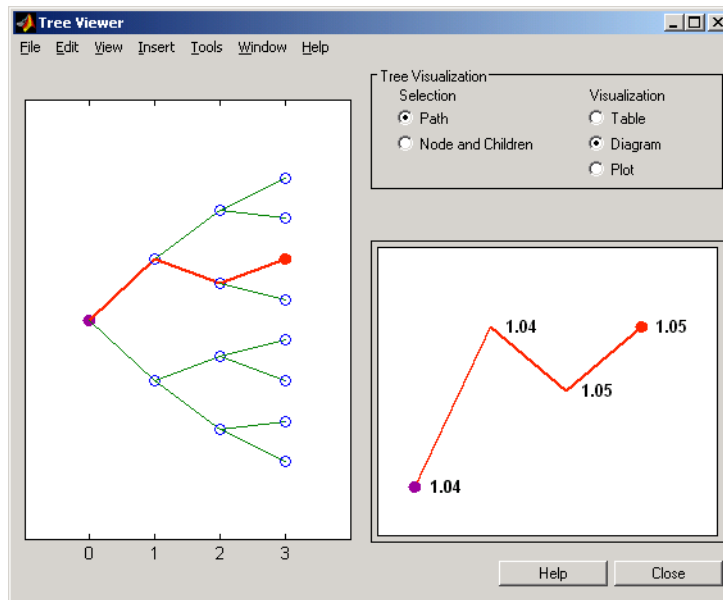 Tree Viewer
File Edit View Insert Tools Window Help
Tree Visualization
Selection
Path
Node and Children
Visualization
Table
Diagram
Plot
0 1 2 3
1.04
1.05
1.05
1.04
Help Close